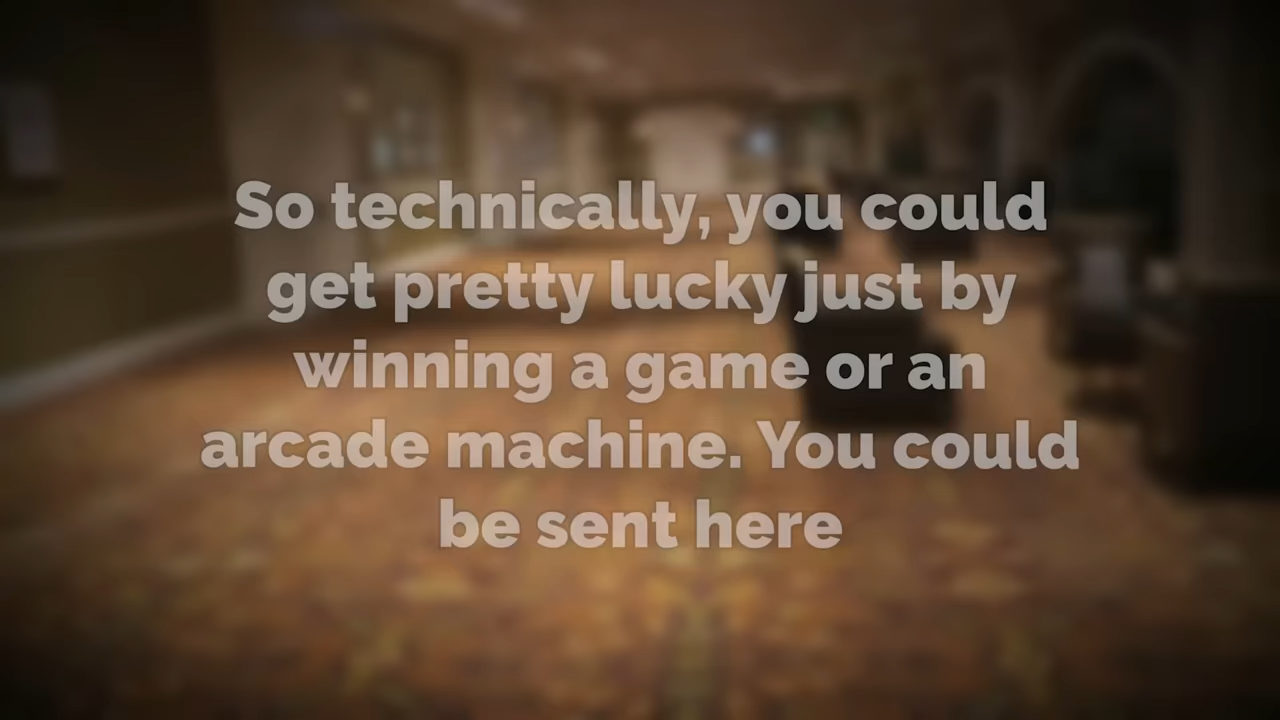 So technically, you could
get pretty lucky just by
winning a game or an
arcade machine. You could
be sent here